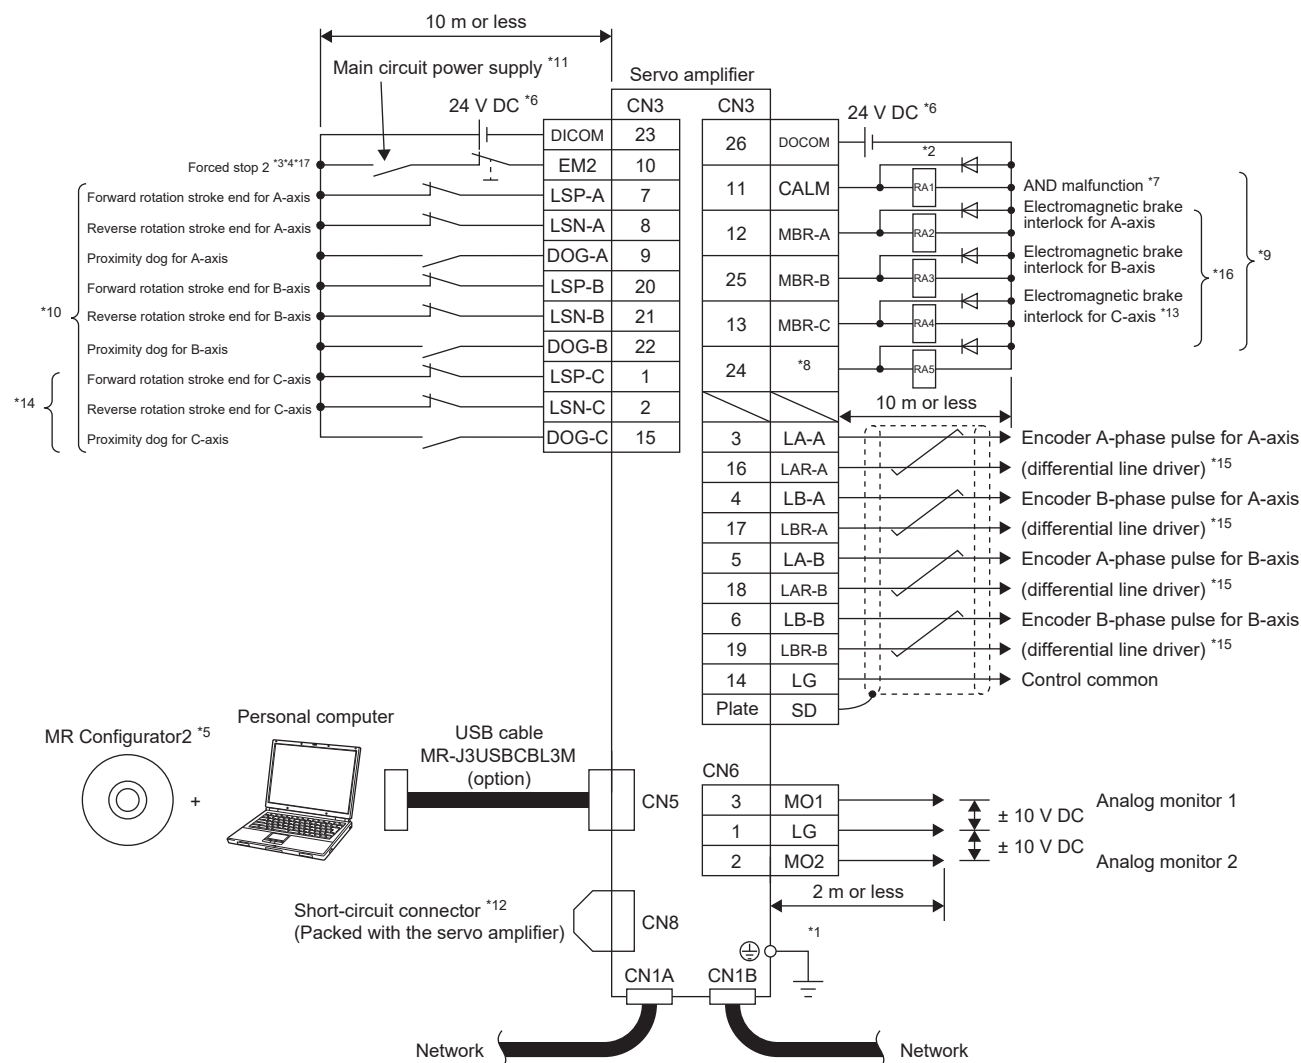 10 m or less
Main circuit power supply *11
Servo amplifier
24 V DC *6
CN3
CN3
24 V DC *6
DICOM 23
Forced stop 2 *3*4*17
EM2 10
Forward rotation stroke end for A-axis
LSP-A 7
Reverse rotation stroke end for A-axis
LSN-A 8
Proximity dog for A-axis
DOG-A 9
*10
Forward rotation stroke end for B-axis
LSP-B 20
Reverse rotation stroke end for B-axis
LSN-B 21
Proximity dog for B-axis
DOG-B 22
*14
Forward rotation stroke end for C-axis
LSP-C 1
Reverse rotation stroke end for C-axis
LSN-C 2
Proximity dog for C-axis
DOG-C 15
26 DOCOM
*2
11 CALM
RA1
AND malfunction *7
12 MBR-A
RA2
Electromagnetic brake
interlock for A-axis
25 MBR-B
RA3
Electromagnetic brake
interlock for B-axis
13 MBR-C
RA4
Electromagnetic brake
interlock for C-axis *13
*16
*9
24 *8
RA5
10 m or less
3 LA-A
Encoder A-phase pulse for A-axis
16 LAR-A
(differential line driver) *15
4 LB-A
Encoder B-phase pulse for A-axis
17 LBR-A
(differential line driver) *15
5 LA-B
Encoder A-phase pulse for B-axis
18 LAR-B
(differential line driver) *15
6 LB-B
Encoder B-phase pulse for B-axis
19 LBR-B
(differential line driver) *15
14 LG
Control common
Plate SD
MR Configurator2 *5
+
Personal computer
USB cable
MR-J3USBCBL3M
(option)
CN5
CN6
3 MO1
Analog monitor 1
± 10 V DC
1 LG
± 10 V DC
2 MO2
Analog monitor 2
2 m or less
Short-circuit connector *12
(Packed with the servo amplifier)
CN8
*1
CN1A
CN1B
Network
Network